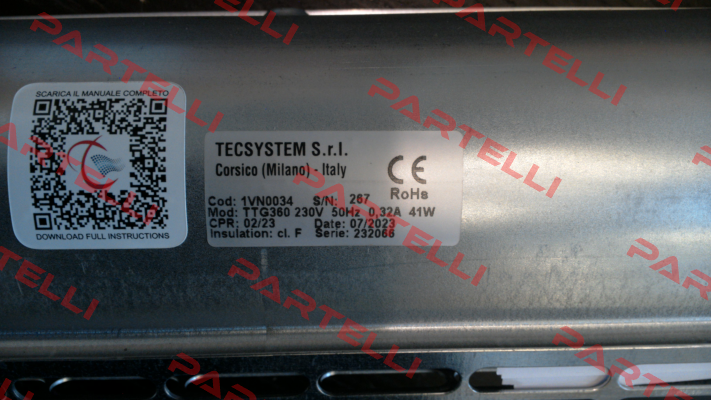 SCARICA IL MANUALE COMPLETO
DOWNLOAD FULL INSTRUCTIONS
TECSYSTEM S.r.l.
Corsico (Milano) - Italy
CE
RoHs
Cod: 1VN0034 S/N: 267
Mod: TTG360 230V 50Hz 0,32A 41W
CPR: 02/23 Date: 07/2023
Insulation: cl. F Serie: 232066
PARTELLI
PARTELLI
PARTELLI
PARTELLI
PARTELLI
PARTELLI
PARTELLI
PARTELLI